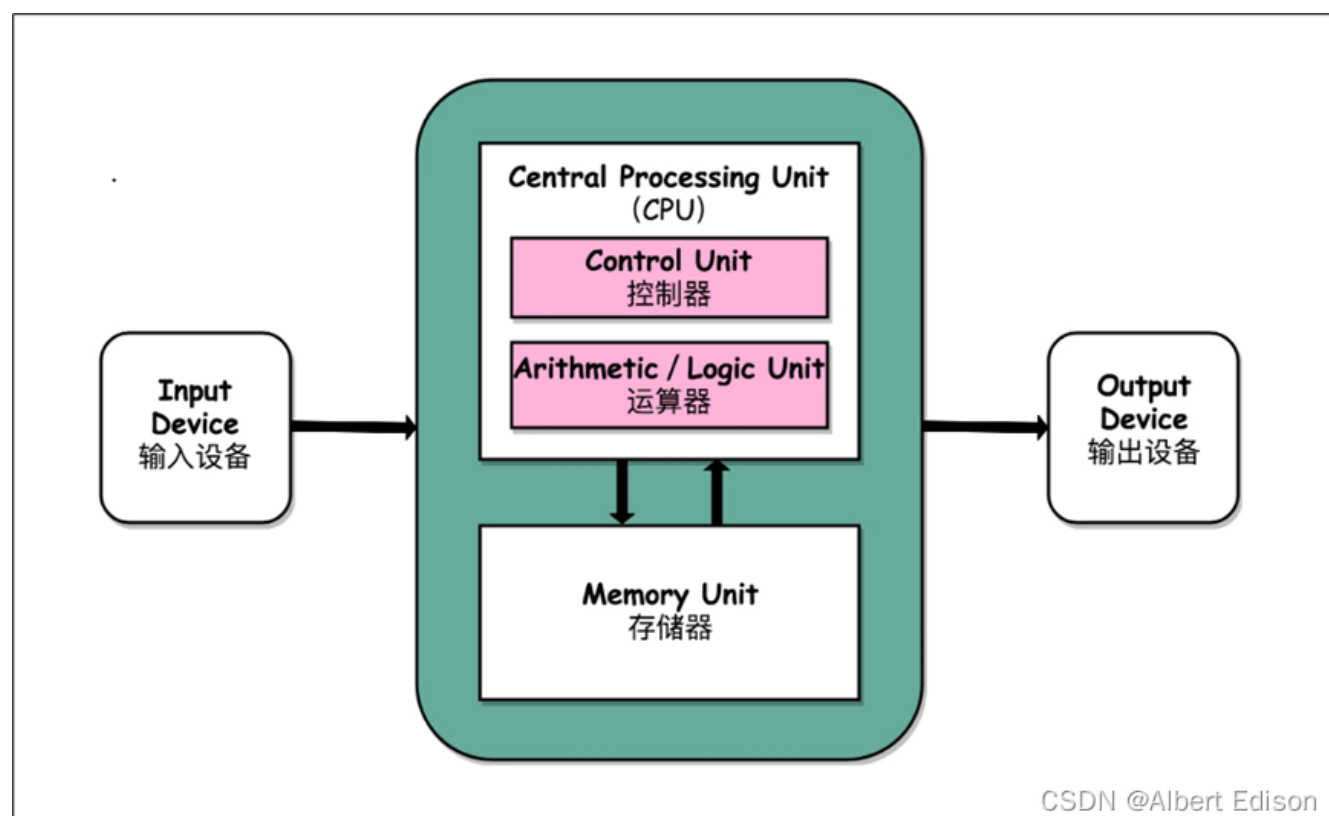 Central Processing Unit
(CPU)
Control Unit
控制器
Arithmetic / Logic Unit
运算器
Input
Device
输入设备
Output
Device
输出设备
Memory Unit
存储器
CSDN @Albert Edison